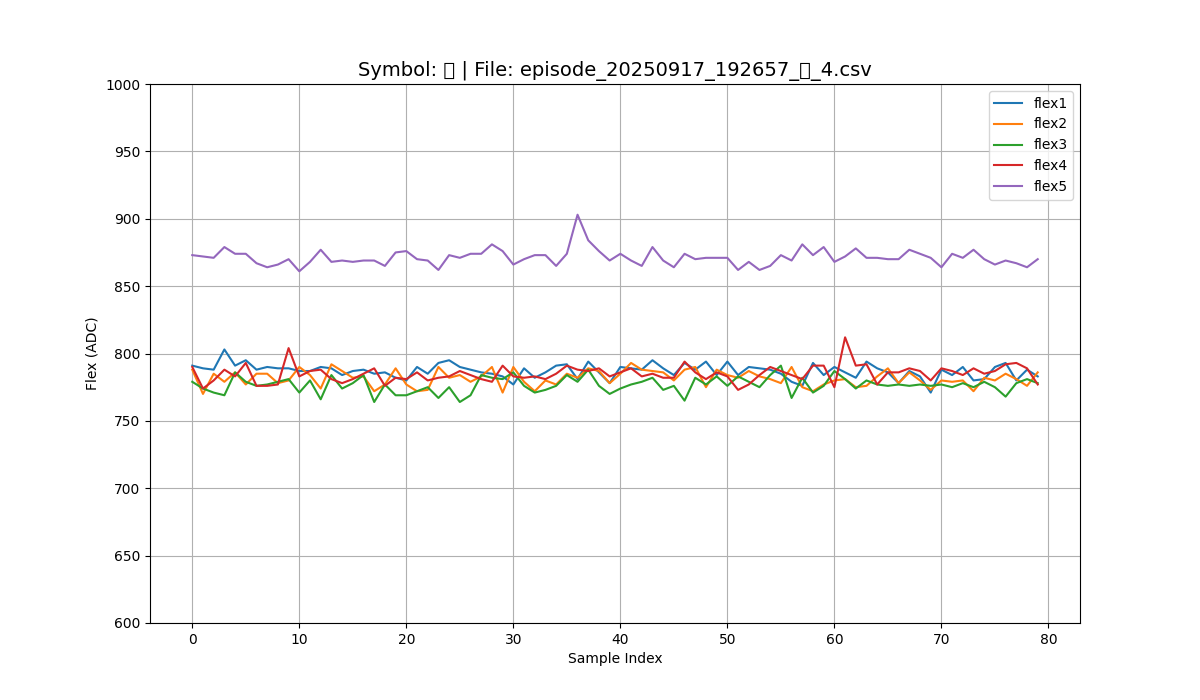 Symbol: | File: episode_20250917_192657_ _4.csv
1000
950
900
850
800
750
700
650
600
Flex (ADC)
flex1
flex2
flex3
flex4
flex5
0 10 20 30 40 50 60 70 80
Sample Index